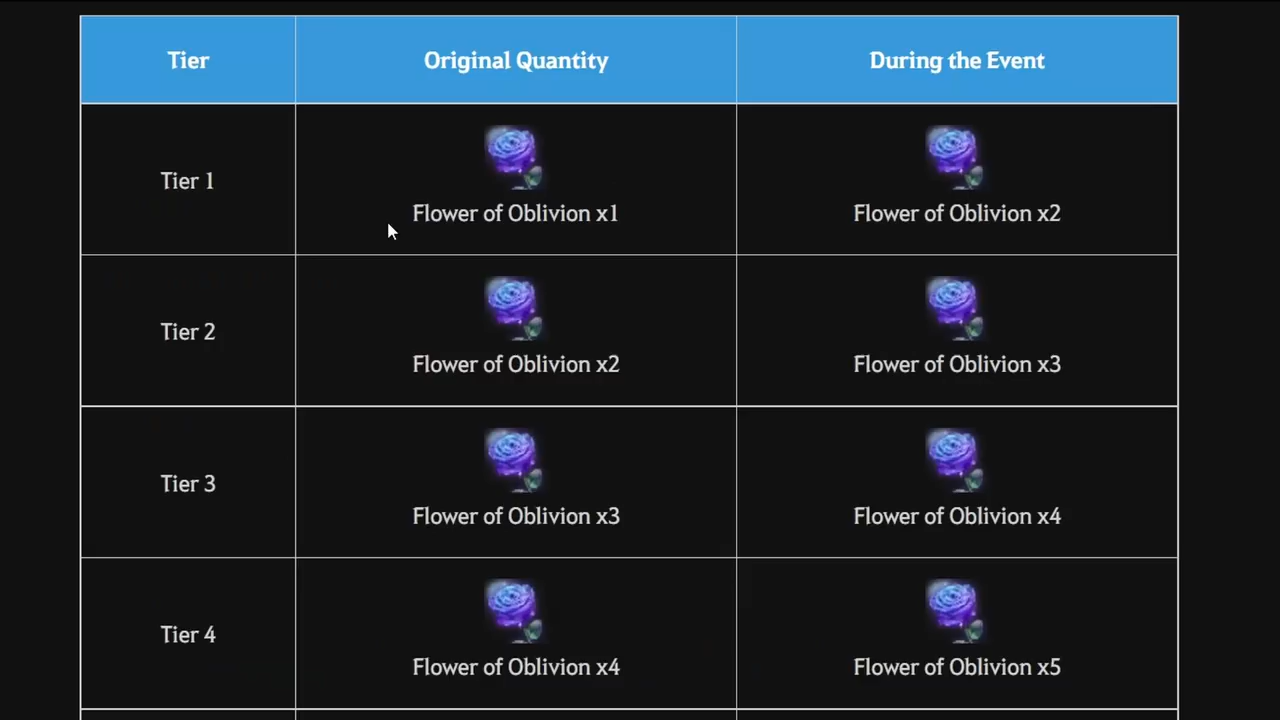 Tier Original Quantity During the Event
Tier 1 Flower of Oblivion x1 Flower of Oblivion x2
Tier 2 Flower of Oblivion x2 Flower of Oblivion x3
Tier 3 Flower of Oblivion x3 Flower of Oblivion x4
Tier 4 Flower of Oblivion x4 Flower of Oblivion x5